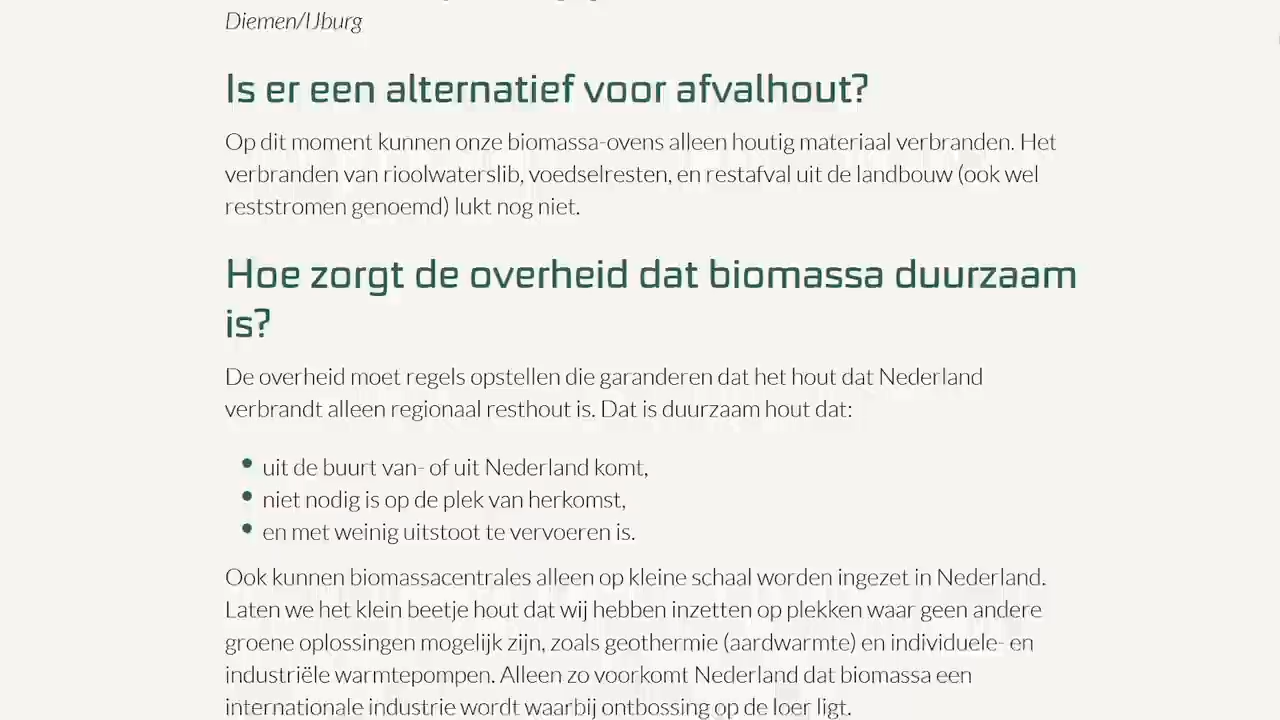 Diemen/IJburg
Is er een alternatief voor afvalhout?
Op dit moment kunnen onze biomassa-ovens alleen houtig materiaal verbranden. Het
verbranden van rioolwaterslib, voedselresten, en restafval uit de landbouw (ook wel
reststromen genoemd) lukt nog niet.
Hoe zorgt de overheid dat biomassa duurzaam
is?
De overheid moet regels opstellen die garanderen dat het hout dat Nederland
verbrandt alleen regionaal resthout is. Dat is duurzaam hout dat:
• uit de buurt van- of uit Nederland komt,
• niet nodig is op de plek van herkomst,
• en met weinig uitstoot te vervoeren is.
Ook kunnen biomassacentrales alleen op kleine schaal worden ingezet in Nederland.
Laten we het klein beetje hout dat wij hebben inzetten op plekken waar geen andere
groene oplossingen mogelijk zijn, zoals geothermie (aardwarmte) en individuele- en
industriële warmtepompen. Alleen zo voorkomt Nederland dat biomassa een
internationale industrie wordt waarbij ontbossing op de loer ligt.